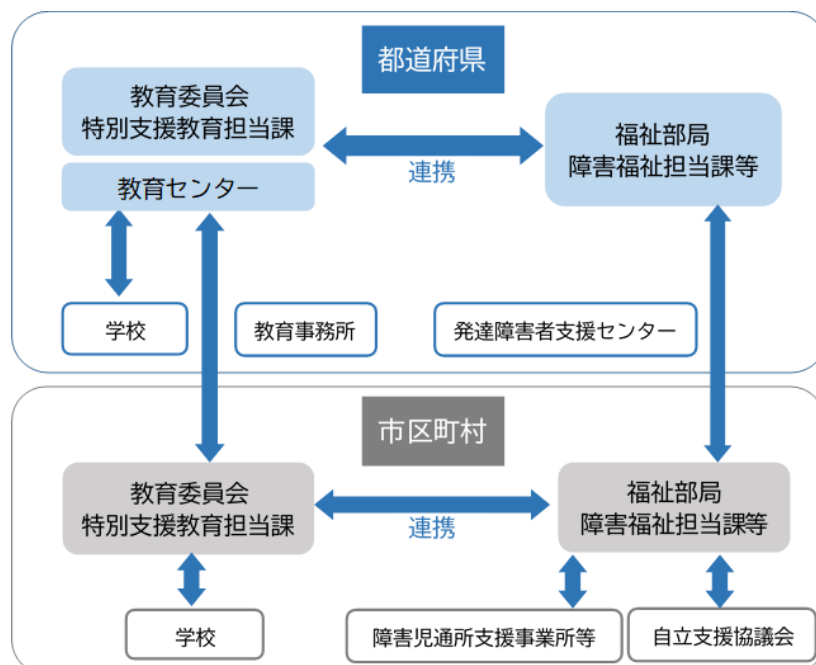 都道府県
教育委員会
特別支援教育担当課
教育センター
連携
福祉部局
障害福祉担当課等
学校
教育事務所
発達障害者支援センター
市区町村
教育委員会
特別支援教育担当課
連携
福祉部局
障害福祉担当課等
学校
障害児通所支援事業所等
自立支援協議会